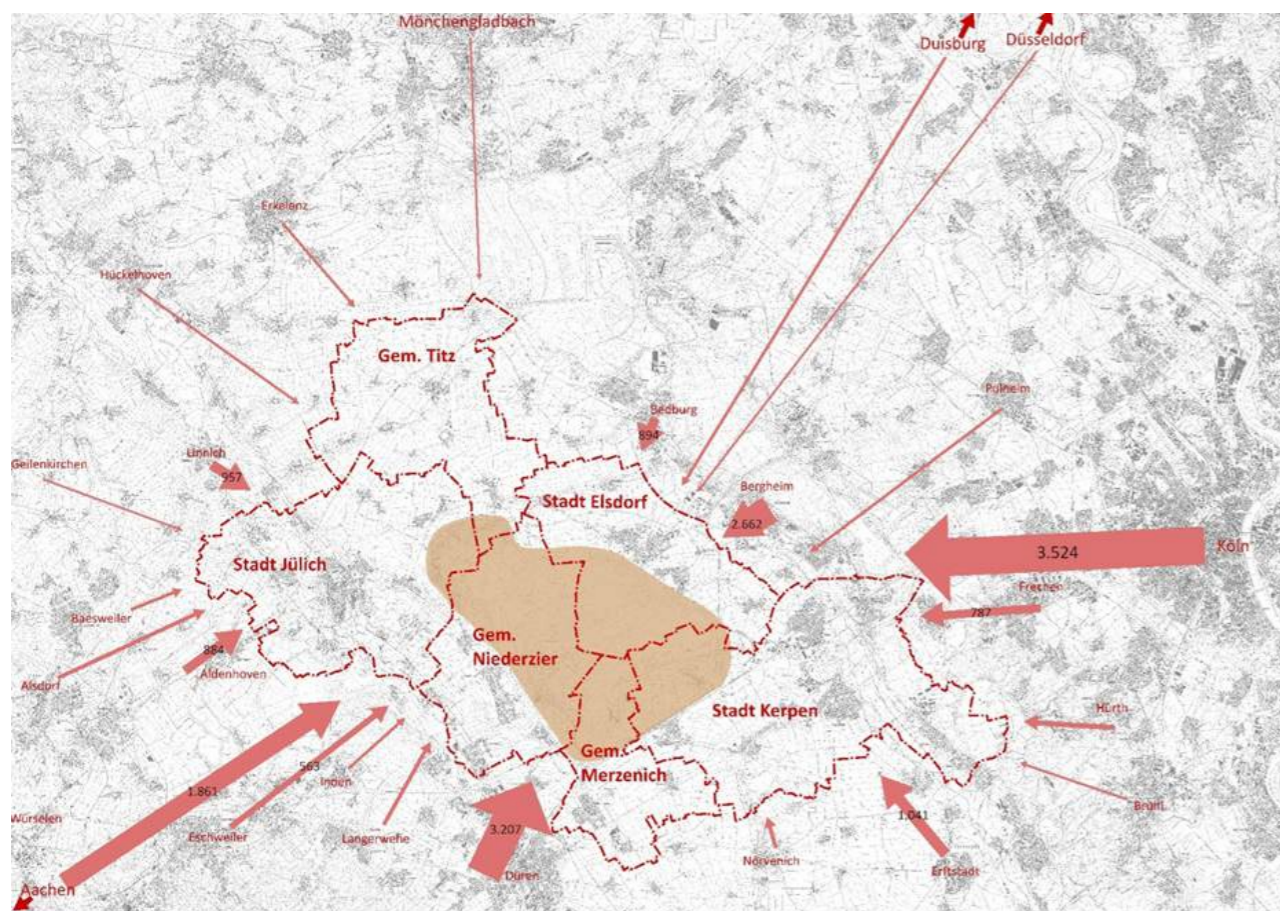 Mönchengladbach
Duisburg
Düsseldorf
Erkelenz
Hückelhoven
Gem. Titz
Pulheim
Bedburg
894
Linnich
957
Geilenkirchen
Stadt Elsdorf
Bergheim
2.662
3.524
Köln
Stadt Jülich
Frechen
787
Baesweiler
Gem.
Niederzier
884
Aldenhoven
Alsdorf
Stadt Kerpen
Hürth
Gem.
Merzenich
563
Inden
1.861
Brühl
Würselen
Eschweiler
Langerwehe
3.207
1.041
Nörvenich
Düren
Erftstadt
Aachen